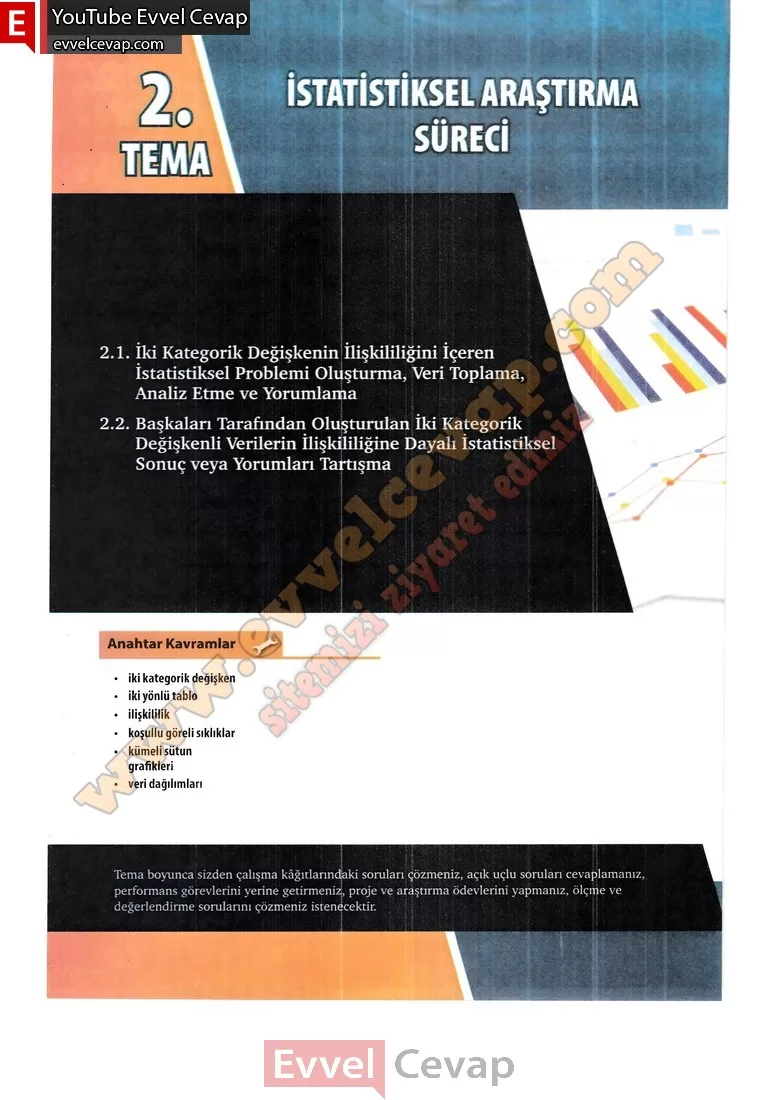 E
YouTube Evvel Cevap
evvelcevap.com
2.
TEMA
İSTATİSTİKSEL ARAŞTIRMA
SÜRECİ
2.1. İki Kategorik Değişkenin İlişkililiğini İçeren
İstatistiksel Problemi Oluşturma, Veri Toplama,
Analiz Etme ve Yorumlama
2.2. Başkaları Tarafından Oluşturulan İki Kategorik
Değişkenli Verilerin İlişkililiğine Dayalı İstatistiksel
Sonuç veya Yorumları Tartışma
www.evvelcevap.com
sitemizi ziyaret ediniz
Anahtar Kavramlar
• iki kategorik değişken
• iki yönlü tablo
• ilişkililik
• koşullu göreli sıklıklar
• kümeli sütun
grafikleri
• veri dağılımları
Tema boyunca sizden çalışma kâğıtlarındaki soruları çözmeniz, açık uçlu soruları cevaplamanız,
performans görevlerini yerine getirmeniz, proje ve araştırma ödevlerini yapmanız, ölçme ve
değerlendirme sorularını çözmeniz istenecektir.
Evvel Cevap